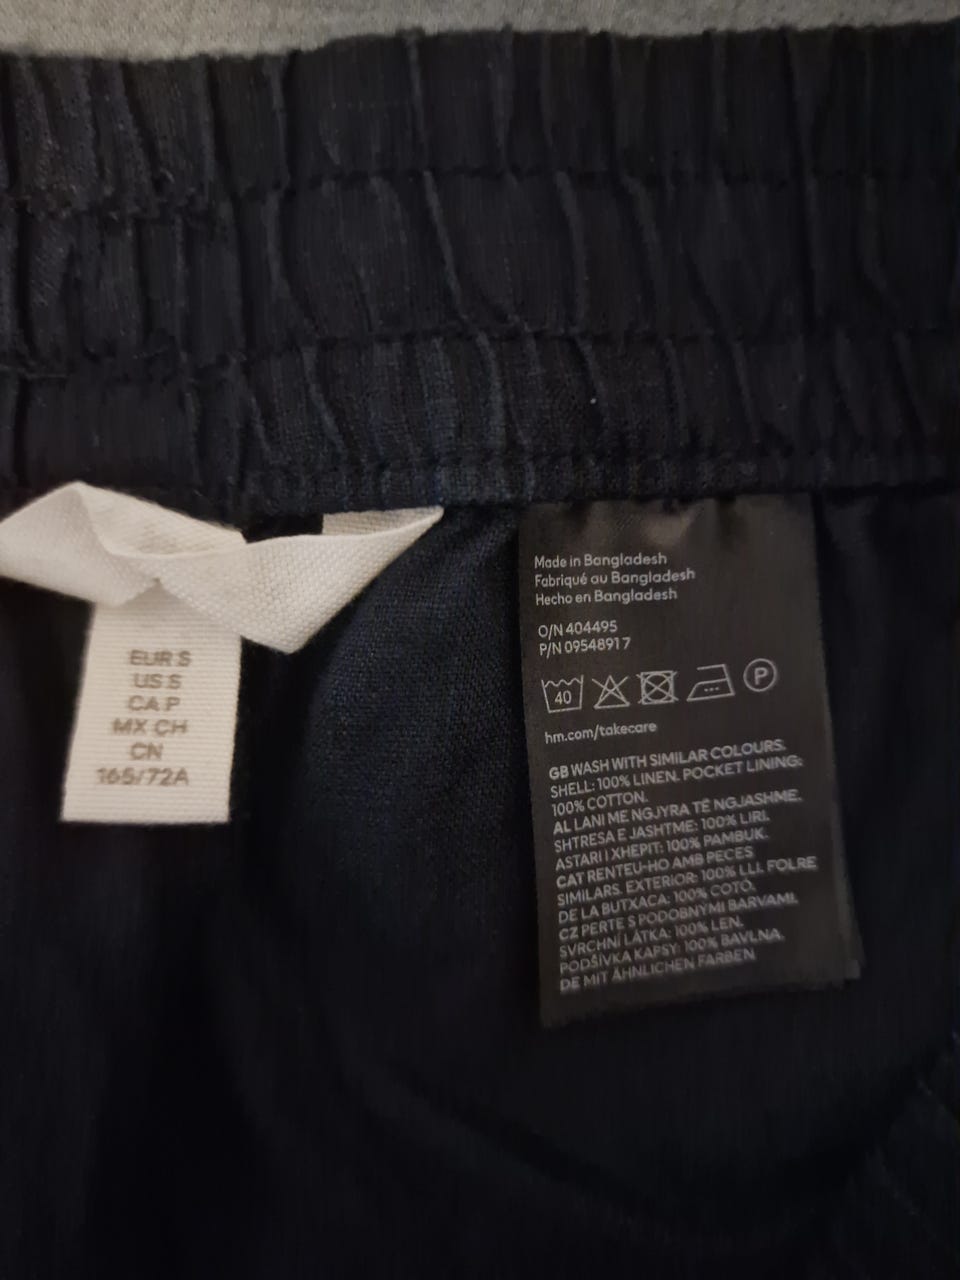 EUR S
US S
CA P
MX CH
CN
165/72A
Made in Bangladesh
Fabriqué au Bangladesh
Hecho en Bangladesh
O/N 404495
P/N 09548917
40
P
hm.com/takecare
GB WASH WITH SIMILAR COLOURS.
SHELL: 100% LINEN. POCKET LINING:
100% COTTON.
AL LANI ME NGJYRA TË NGJASHME.
SHTRESA E JASHTME: 100% LIRI.
ASTARI I XHEPIT: 100% PAMBUK.
CAT RENTEU-HO AMB PECES
SIMILARS. EXTERIOR: 100% LLI. FOLRE
DE LA BUTXACA: 100% COTÓ.
CZ PERTE S PODOBNÝMI BARVAMI.
SVRCHNÍ LÁTKA: 100% LEN.
PODŠÍVKA KAPSY: 100% BAVLNA.
DE MIT ÄHNLICHEN FARBEN